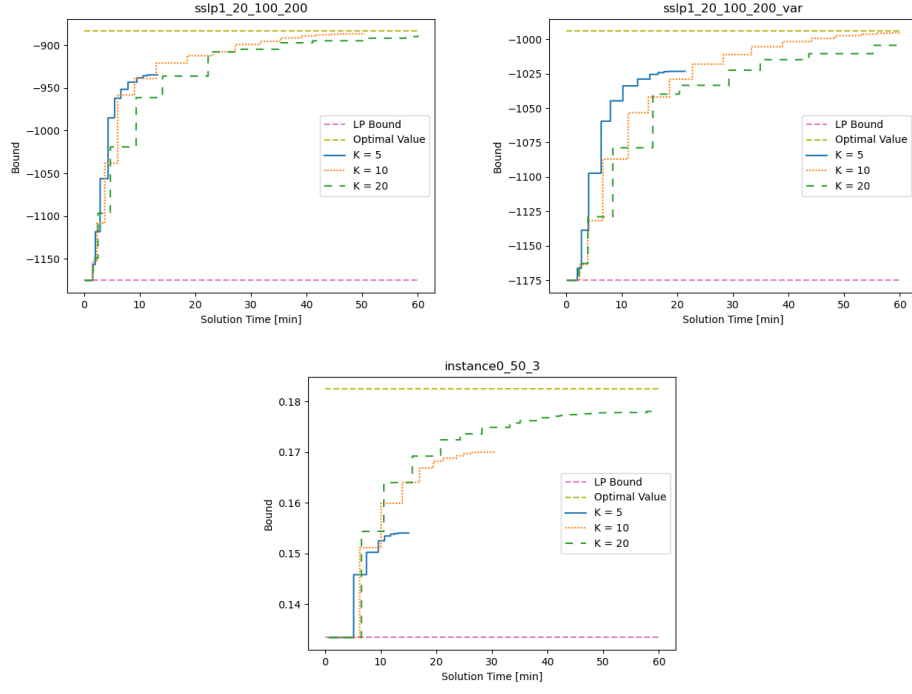 sslp1_20_100_200
−900
−950
−1000
−1050
−1100
−1150
Bound
LP Bound
Optimal Value
K = 5
K = 10
K = 20
0 10 20 30 40 50 60
Solution Time [min]
sslp1_20_100_200_var
−1000
−1025
−1050
−1075
−1100
−1125
−1150
−1175
Bound
LP Bound
Optimal Value
K = 5
K = 10
K = 20
0 10 20 30 40 50 60
Solution Time [min]
instance0_50_3
0.18
0.17
0.16
0.15
0.14
Bound
LP Bound
Optimal Value
K = 5
K = 10
K = 20
0 10 20 30 40 50 60
Solution Time [min]